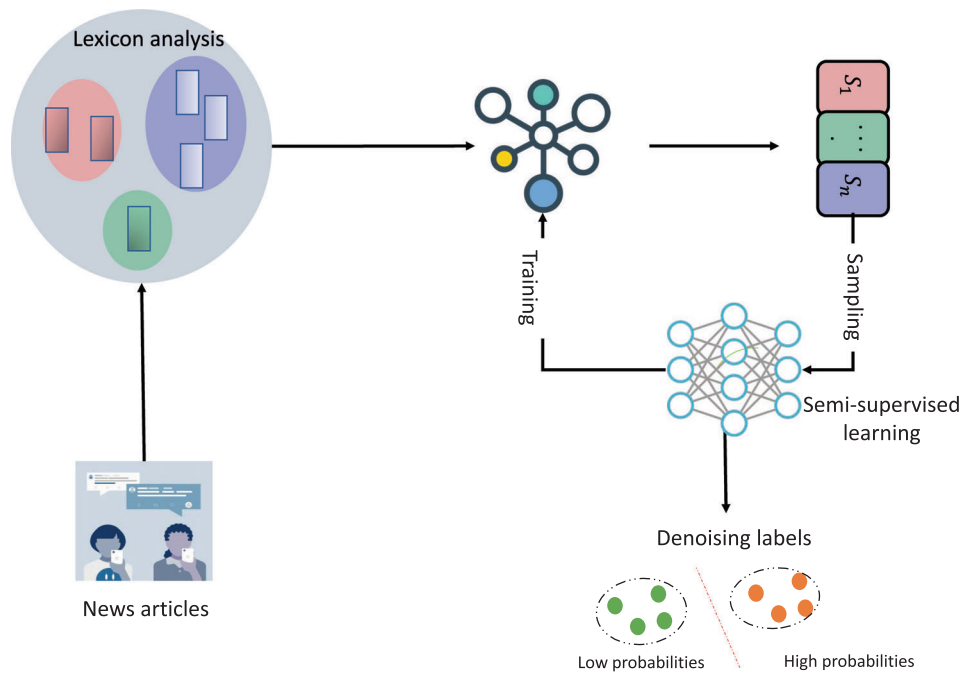 Lexicon analysis
S1
...
Sn
Training
Sampling
Semi-supervised
learning
Denoising labels
News articles
Low probabilities
High probabilities